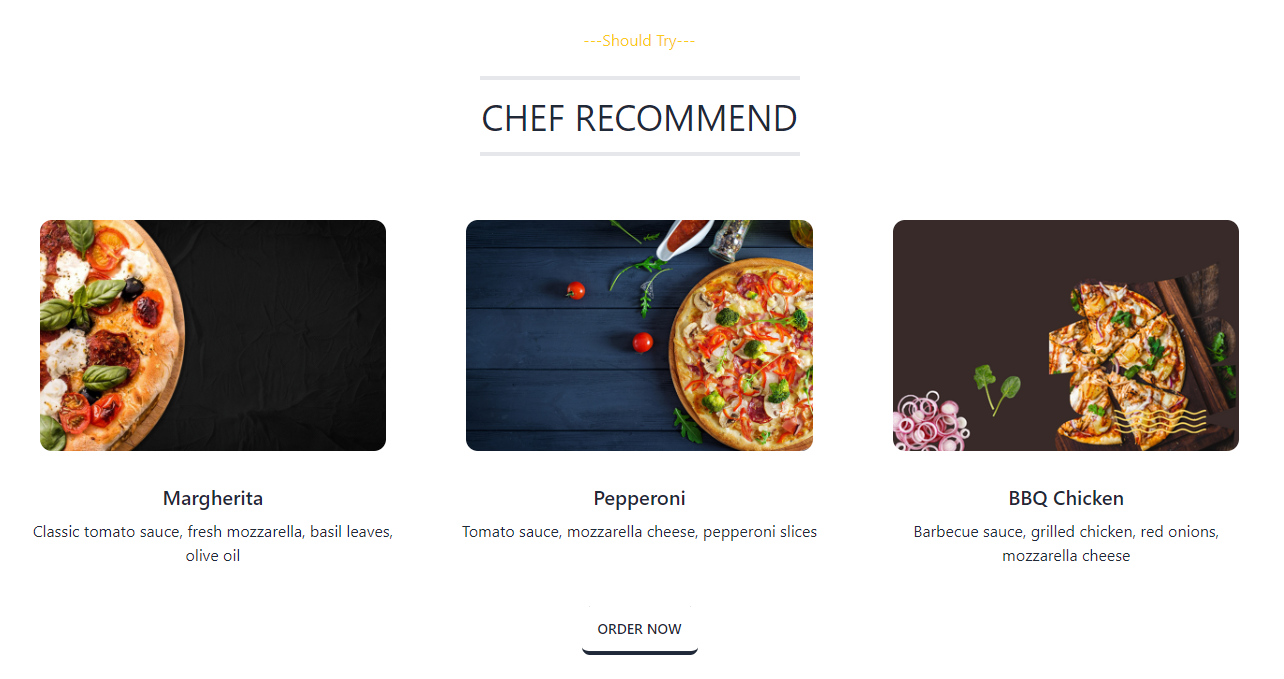 ---Should Try---
CHEF RECOMMEND
Margherita
Classic tomato sauce, fresh mozzarella, basil leaves,
olive oil
Pepperoni
Tomato sauce, mozzarella cheese, pepperoni slices
BBQ Chicken
Barbecue sauce, grilled chicken, red onions,
mozzarella cheese
ORDER NOW